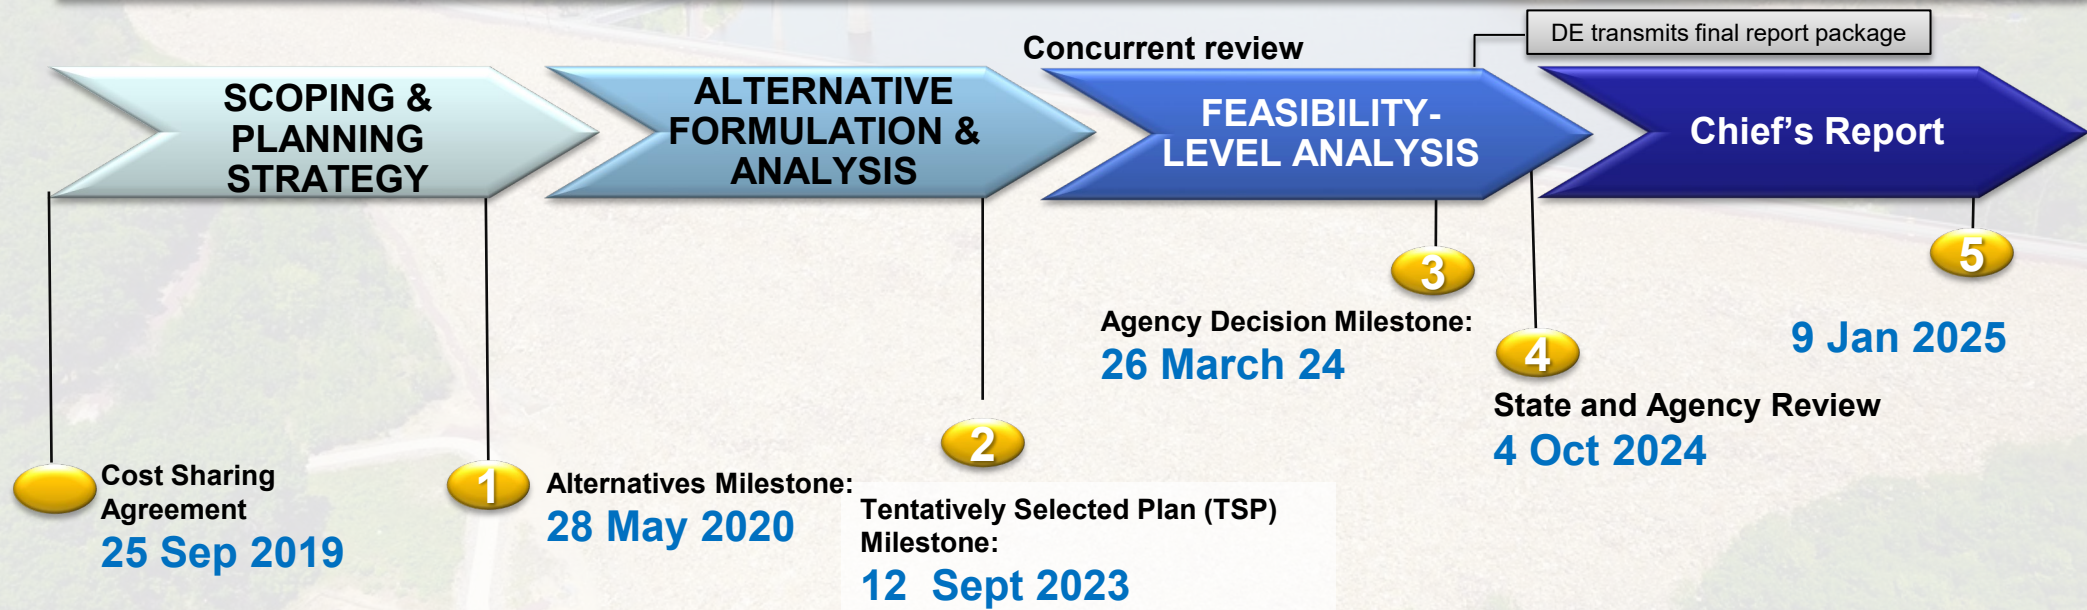 DE transmits final report package
Concurrent review
SCOPING &
PLANNING
STRATEGY
ALTERNATIVE
FORMULATION &
ANALYSIS
FEASIBILITY-
LEVEL ANALYSIS
Chief’s Report
Cost Sharing
Agreement
25 Sep 2019
1
Alternatives Milestone:
28 May 2020
2
Tentatively Selected Plan (TSP)
Milestone:
12 Sept 2023
3
Agency Decision Milestone:
26 March 24
4
State and Agency Review
4 Oct 2024
5
9 Jan 2025